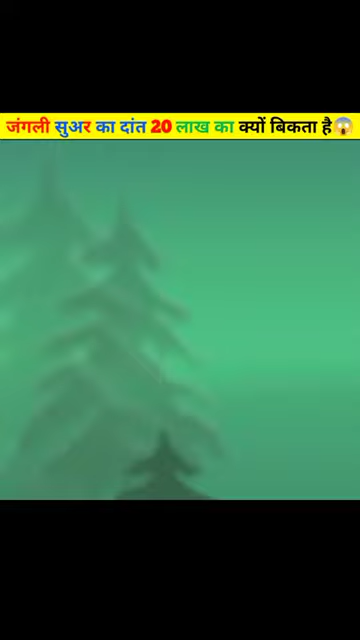 जंगली सुअर का दांत 20 लाख का क्यों बिकता है😱